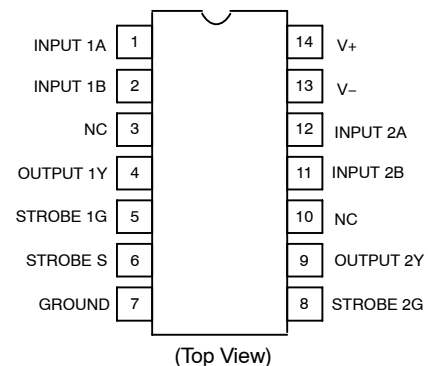 INPUT 1A 1
14 V+
INPUT 1B 2
13 V−
NC 3
12 INPUT 2A
OUTPUT 1Y 4
11 INPUT 2B
STROBE 1G 5
10 NC
STROBE S 6
9 OUTPUT 2Y
GROUND 7
8 STROBE 2G
(Top View)